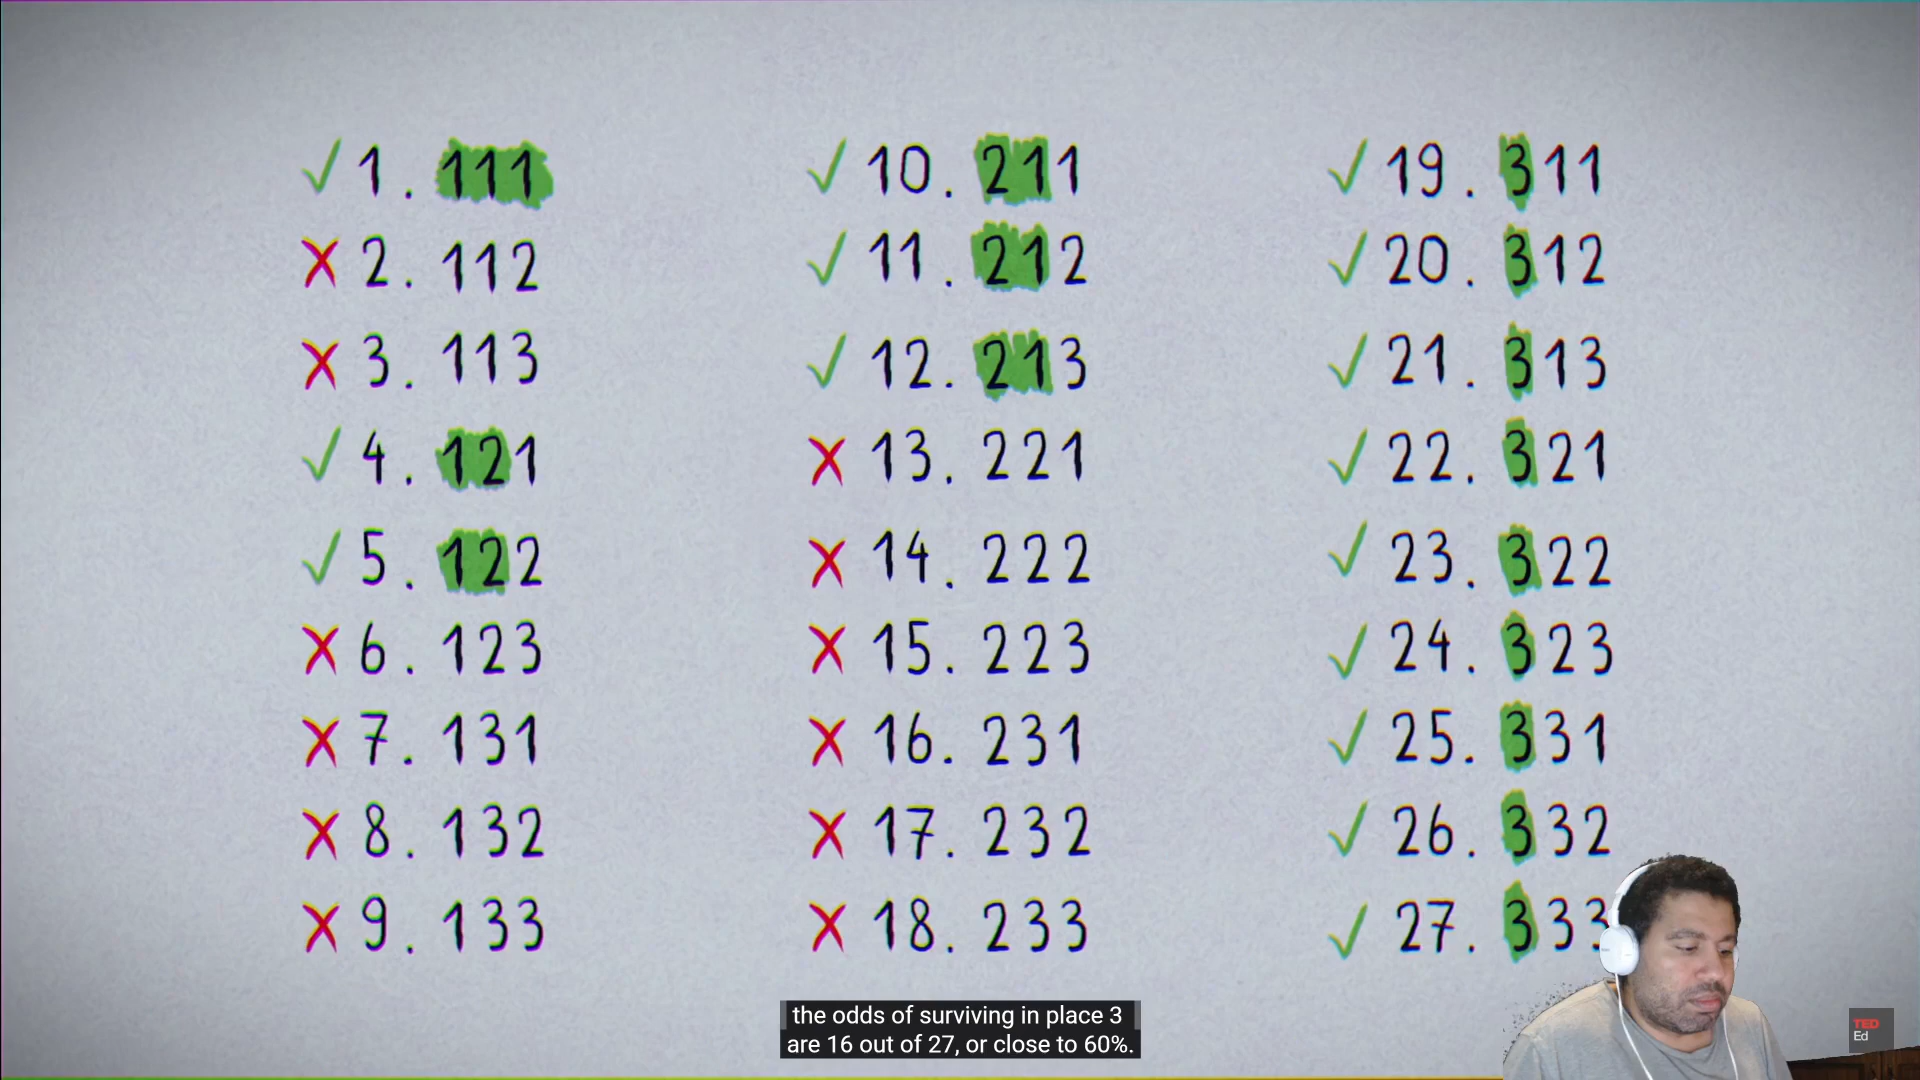 ✓ 1. 111
✗ 2. 112
✗ 3. 113
✓ 4. 121
✓ 5. 122
✗ 6. 123
✗ 7. 131
✗ 8. 132
✗ 9. 133
✓ 10. 211
✓ 11. 212
✓ 12. 213
✗ 13. 221
✗ 14. 222
✗ 15. 223
✗ 16. 231
✗ 17. 232
✗ 18. 233
✓ 19. 311
✓ 20. 312
✓ 21. 313
✓ 22. 321
✓ 23. 322
✓ 24. 323
✓ 25. 331
✓ 26. 332
✓ 27. 333
the odds of surviving in place 3
are 16 out of 27, or close to 60%.
TED
Ed